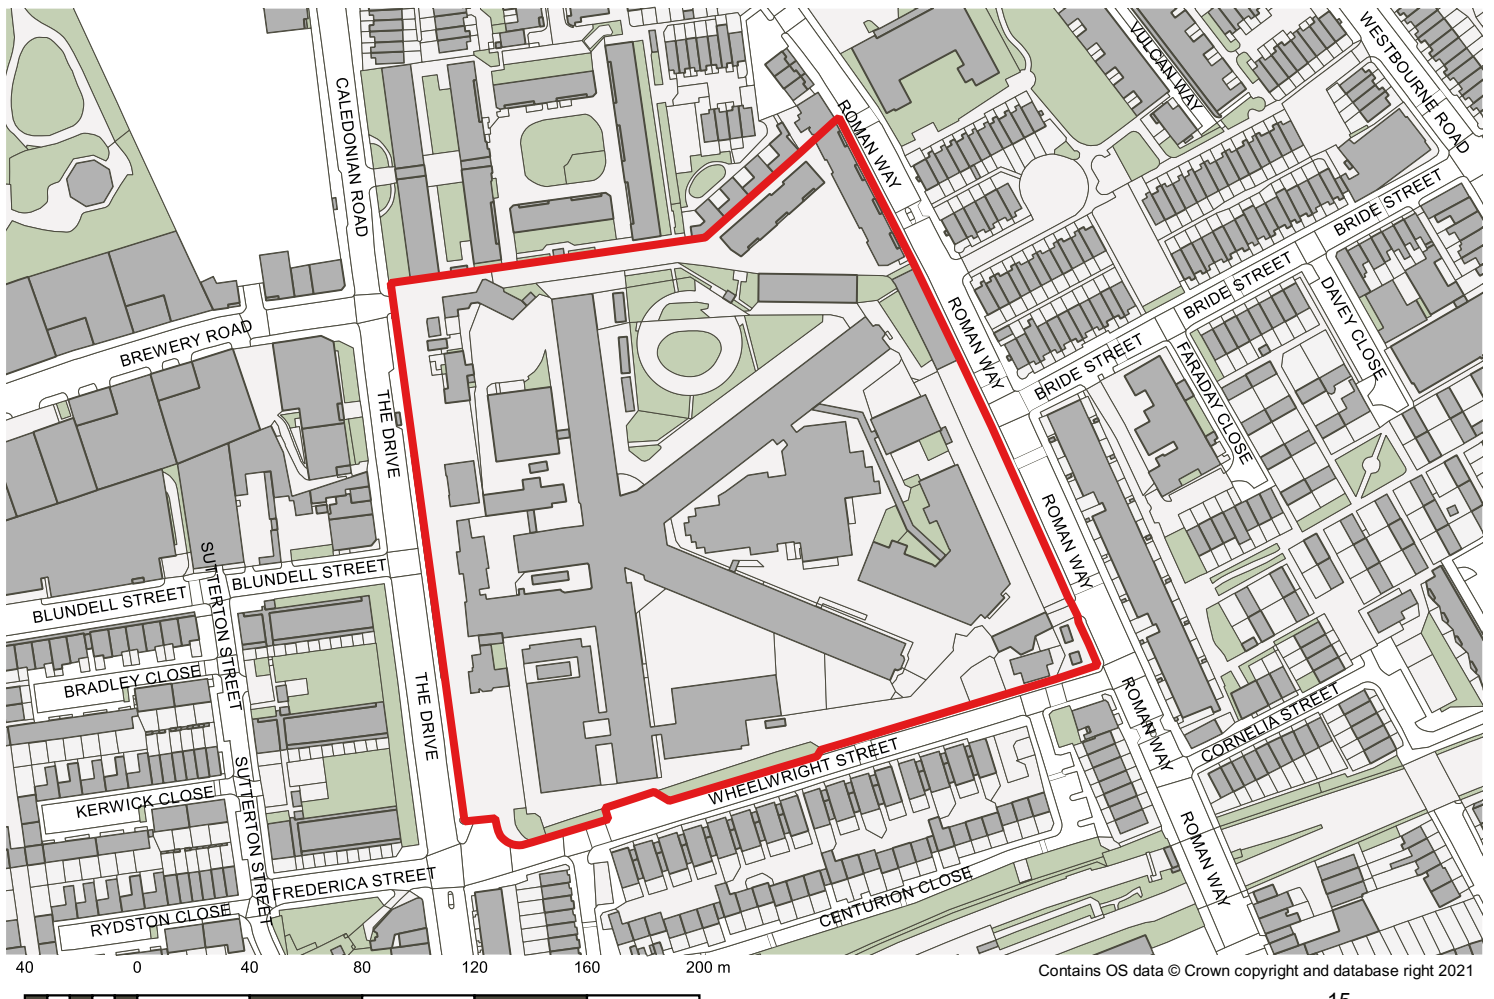 VULCAN WAY
WESTBOURNE ROAD
CALEDONIAN ROAD
ROMAN WAY
BRIDE STREET
BRIDE STREET
DAVEY CLOSE
BREWERY ROAD
ROMAN WAY
BRIDE STREET
FARADAY CLOSE
THE DRIVE
ROMAN WAY
SUTTERTON STREET
BLUNDELL STREET
BLUNDELL STREET
BRADLEY CLOSE
THE DRIVE
ROMAN WAY
CORNELIA STREET
WHEELWRIGHT STREET
KERWICK CLOSE
SUTTERTON STREET
ROMAN WAY
FREDERICA STREET
CENTURION CLOSE
RYDSTON CLOSE
40 0 40 80 120 160 200 m
Contains OS data © Crown copyright and database right 2021
15